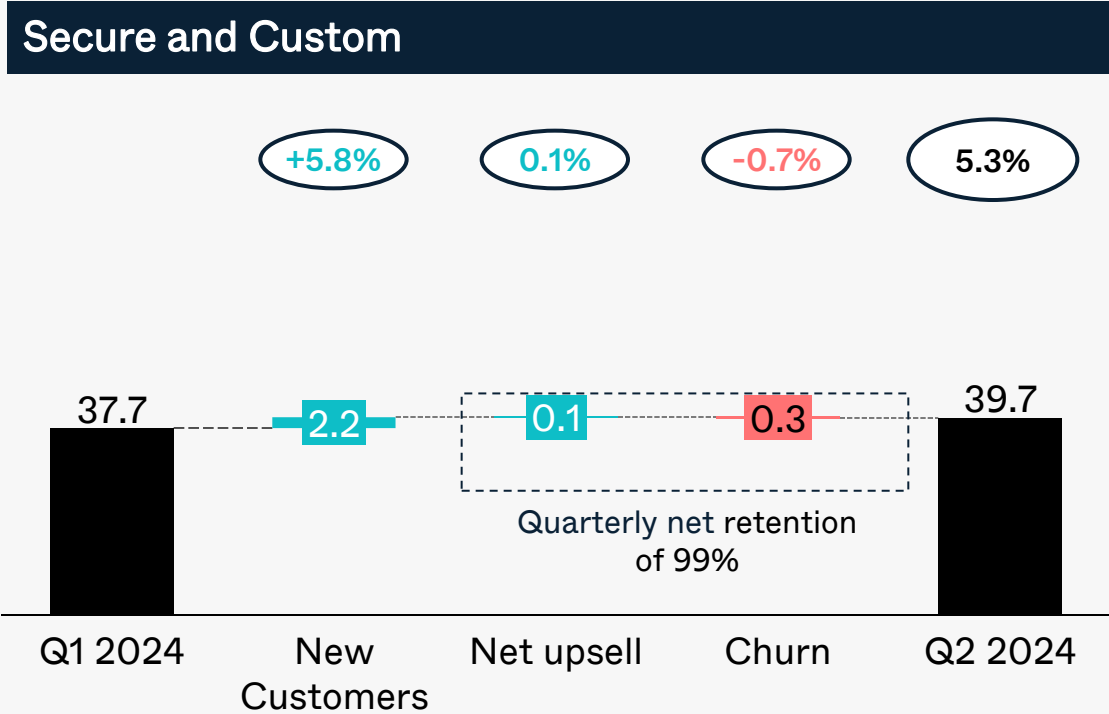 Secure and Custom
+5.8%
0.1%
-0.7%
5.3%
37.7
2.2
0.1
0.3
39.7
Quarterly net retention
of 99%
Q1 2024
New
Customers
Net upsell
Churn
Q2 2024